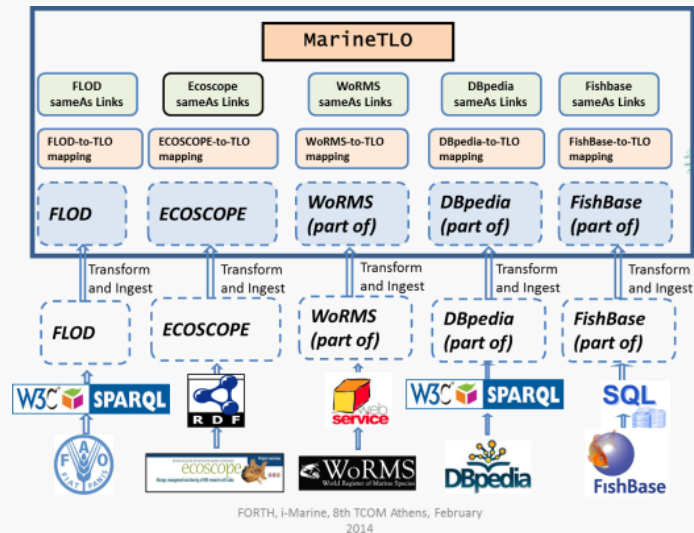 MarineTLO
FLOD
sameAs Links
Ecoscope
sameAs Links
WoRMS
sameAs Links
DBpedia
sameAs Links
Fishbase
sameAs Links
FLOD-to-TLO
mapping
ECOSCOPE-to-TLO
mapping
WoRMS-to-TLO
mapping
DBpedia-to-TLO
mapping
FishBase-to-TLO
mapping
FLOD
ECOSCOPE
WoRMS
(part of)
DBpedia
(part of)
FishBase
(part of)
Transform
and Ingest
Transform
and Ingest
Transform
and Ingest
Transform
and Ingest
Transform
and Ingest
FLOD
ECOSCOPE
WoRMS
(part of)
DBpedia
(part of)
FishBase
(part of)
W3C SPARQL
RDF
web
service
W3C SPARQL
SQL
FAO
FIAT PANIS
ecoscope
WoRMS
World Register of Marine Species
DBpedia
FishBase
FORTH, i-Marine, 8th TCOM Athens, February
2014